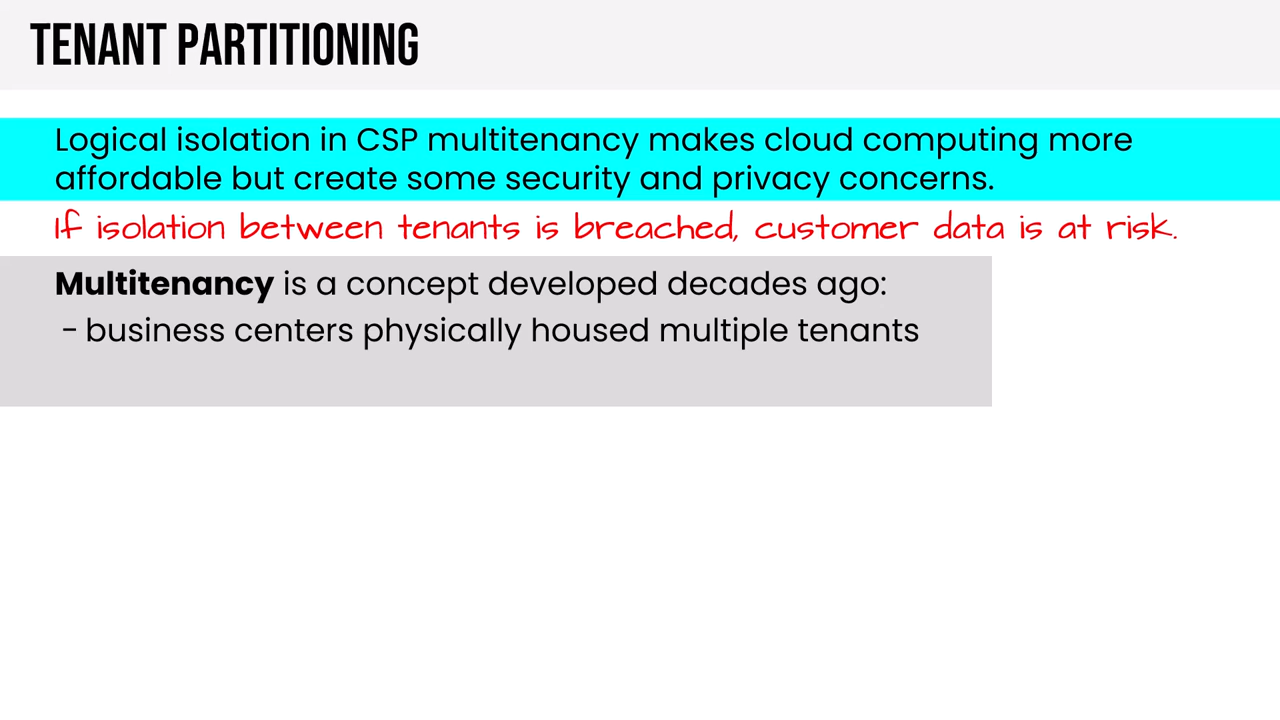 TENANT PARTITIONING
Logical isolation in CSP multitenancy makes cloud computing more
affordable but create some security and privacy concerns.
If isolation between tenants is breached, customer data is at risk.
Multitenancy is a concept developed decades ago:
- business centers physically housed multiple tenants